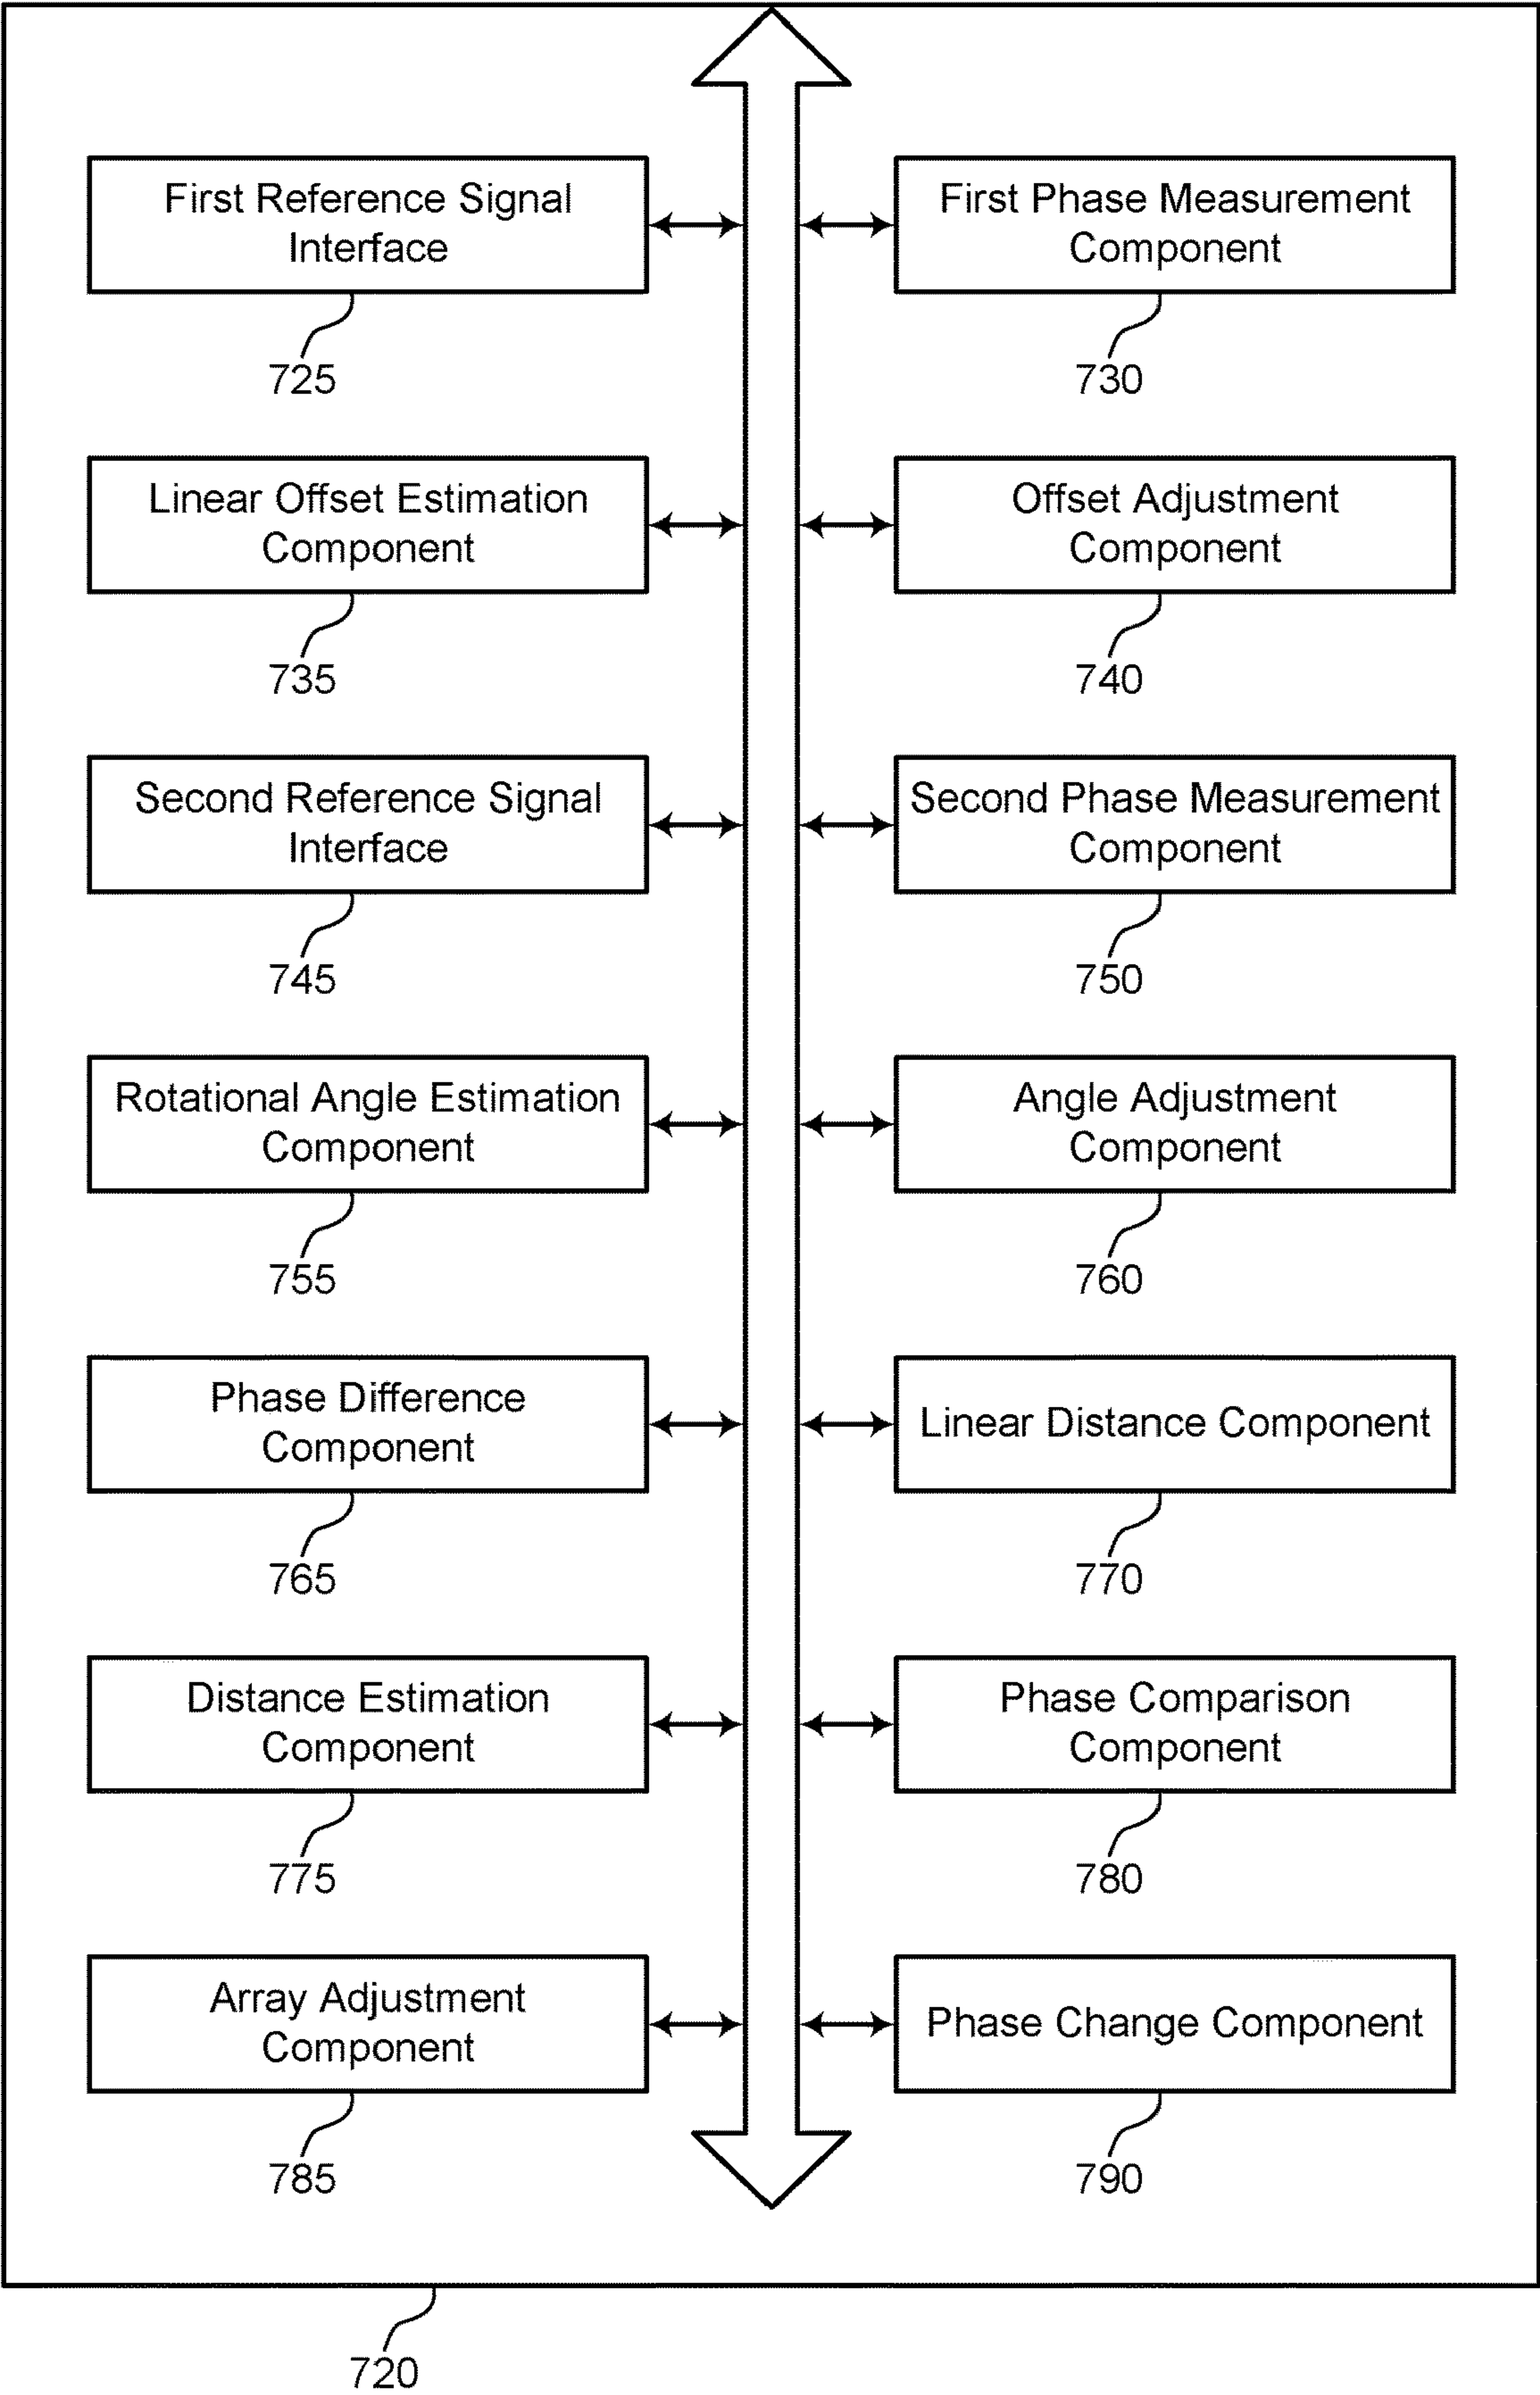 First Reference Signal
Interface
725
First Phase Measurement
Component
730
Linear Offset Estimation
Component
735
Offset Adjustment
Component
740
Second Reference Signal
Interface
745
Second Phase Measurement
Component
750
Rotational Angle Estimation
Component
755
Angle Adjustment
Component
760
Phase Difference
Component
765
Linear Distance Component
770
Distance Estimation
Component
775
Phase Comparison
Component
780
Array Adjustment
Component
785
Phase Change Component
790
720